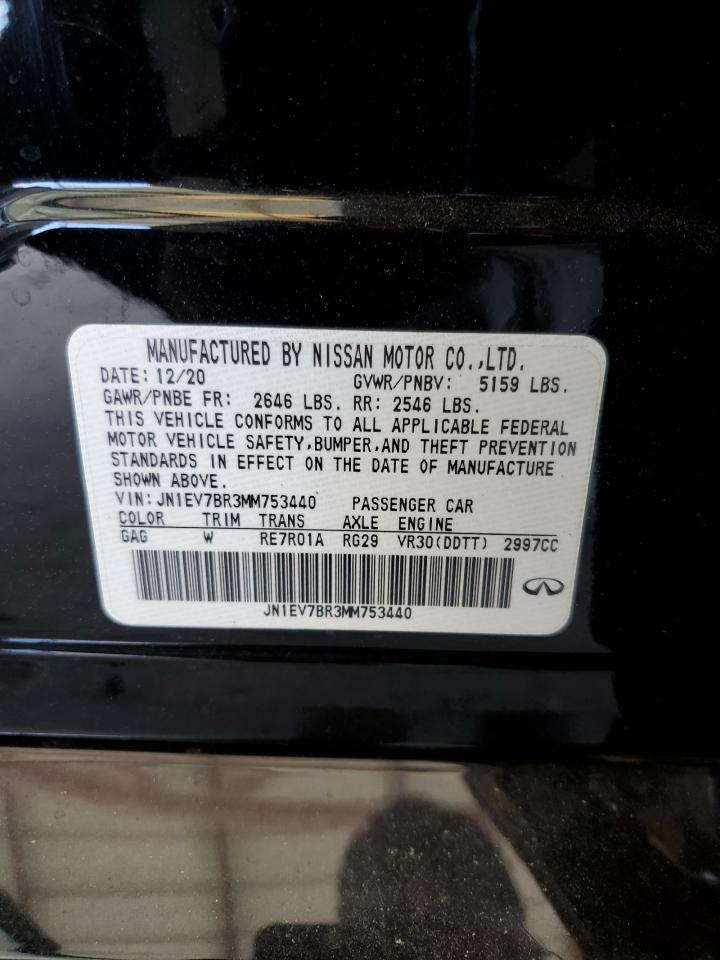 MANUFACTURED BY NISSAN MOTOR CO.,LTD.
DATE: 12/20 GVWR/PNBV: 5159 LBS.
GAWR/PNBE FR: 2646 LBS. RR: 2546 LBS.
THIS VEHICLE CONFORMS TO ALL APPLICABLE FEDERAL
MOTOR VEHICLE SAFETY,BUMPER,AND THEFT PREVENTION
STANDARDS IN EFFECT ON THE DATE OF MANUFACTURE
SHOWN ABOVE.
VIN:JN1EV7BR3MM753440 PASSENGER CAR
COLOR TRIM TRANS AXLE ENGINE
GAG W RE7R01A RG29 VR30(DDTT) 2997CC
JN1EV7BR3MM753440